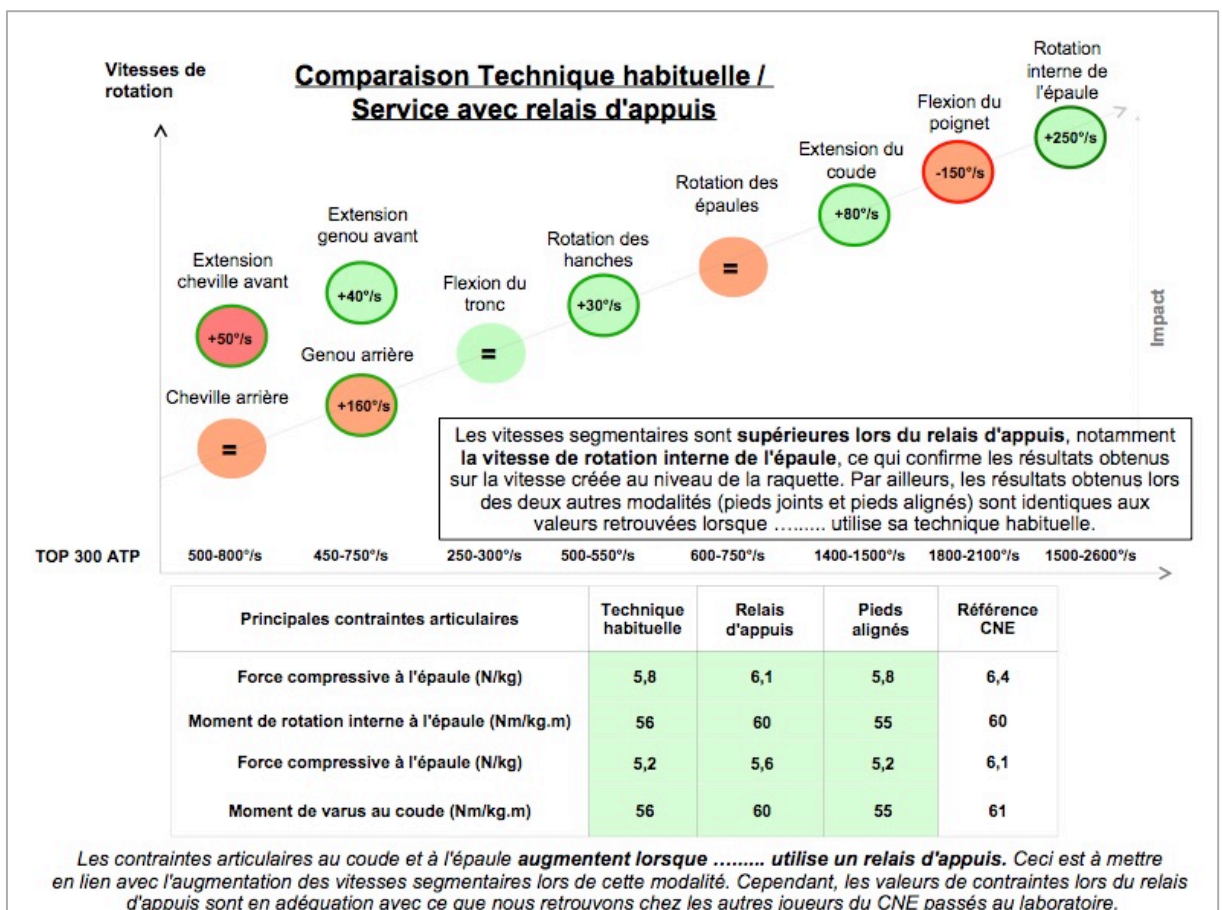 Vitesses de
rotation
Comparaison Technique habituelle /
Service avec relais d'appuis
Rotation
interne de
l'épaule
+250°/s
Flexion du
poignet
-150°/s
Extension du
coude
+80°/s
Rotation des
épaules
=
Rotation des
hanches
+30°/s
Flexion du
tronc
=
Extension
genou avant
+40°/s
Genou arrière
+160°/s
Extension
cheville avant
+50°/s
Cheville arrière
=
Impact
Les vitesses segmentaires sont supérieures lors du relais d'appuis, notamment
la vitesse de rotation interne de l'épaule, ce qui confirme les résultats obtenus
sur la vitesse créée au niveau de la raquette. Par ailleurs, les résultats obtenus lors
des deux autres modalités (pieds joints et pieds alignés) sont identiques aux
valeurs retrouvées lorsque ......... utilise sa technique habituelle.
TOP 300 ATP 500-800°/s 450-750°/s 250-300°/s 500-550°/s 600-750°/s 1400-1500°/s 1800-2100°/s 1500-2600°/s
Principales contraintes articulaires Technique habituelle Relais d'appuis Pieds alignés Référence CNE
Force compressive à l'épaule (N/kg) 5,8 6,1 5,8 6,4
Moment de rotation interne à l'épaule (Nm/kg.m) 56 60 55 60
Force compressive à l'épaule (N/kg) 5,2 5,6 5,2 6,1
Moment de varus au coude (Nm/kg.m) 56 60 55 61
Les contraintes articulaires au coude et à l'épaule augmentent lorsque ......... utilise un relais d'appuis. Ceci est à mettre
en lien avec l'augmentation des vitesses segmentaires lors de cette modalité. Cependant, les valeurs de contraintes lors du relais
d'appuis sont en adéquation avec ce que nous retrouvons chez les autres joueurs du CNE passés au laboratoire.